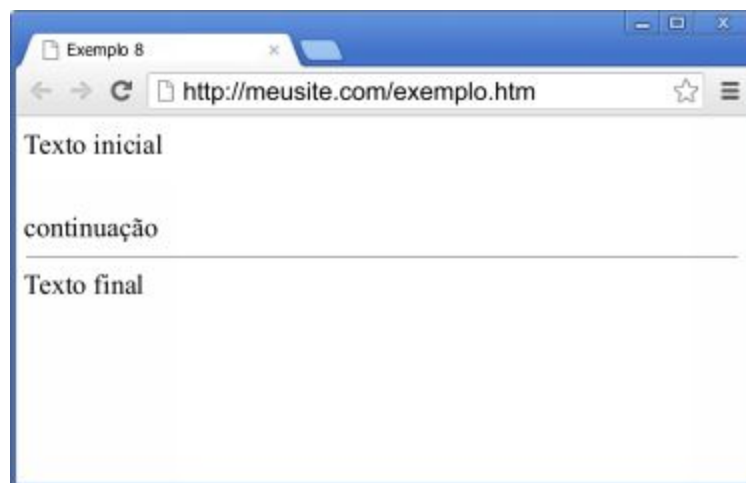 Exemplo 8
http://meusite.com/exemplo.htm
Texto inicial
continuação
Texto final